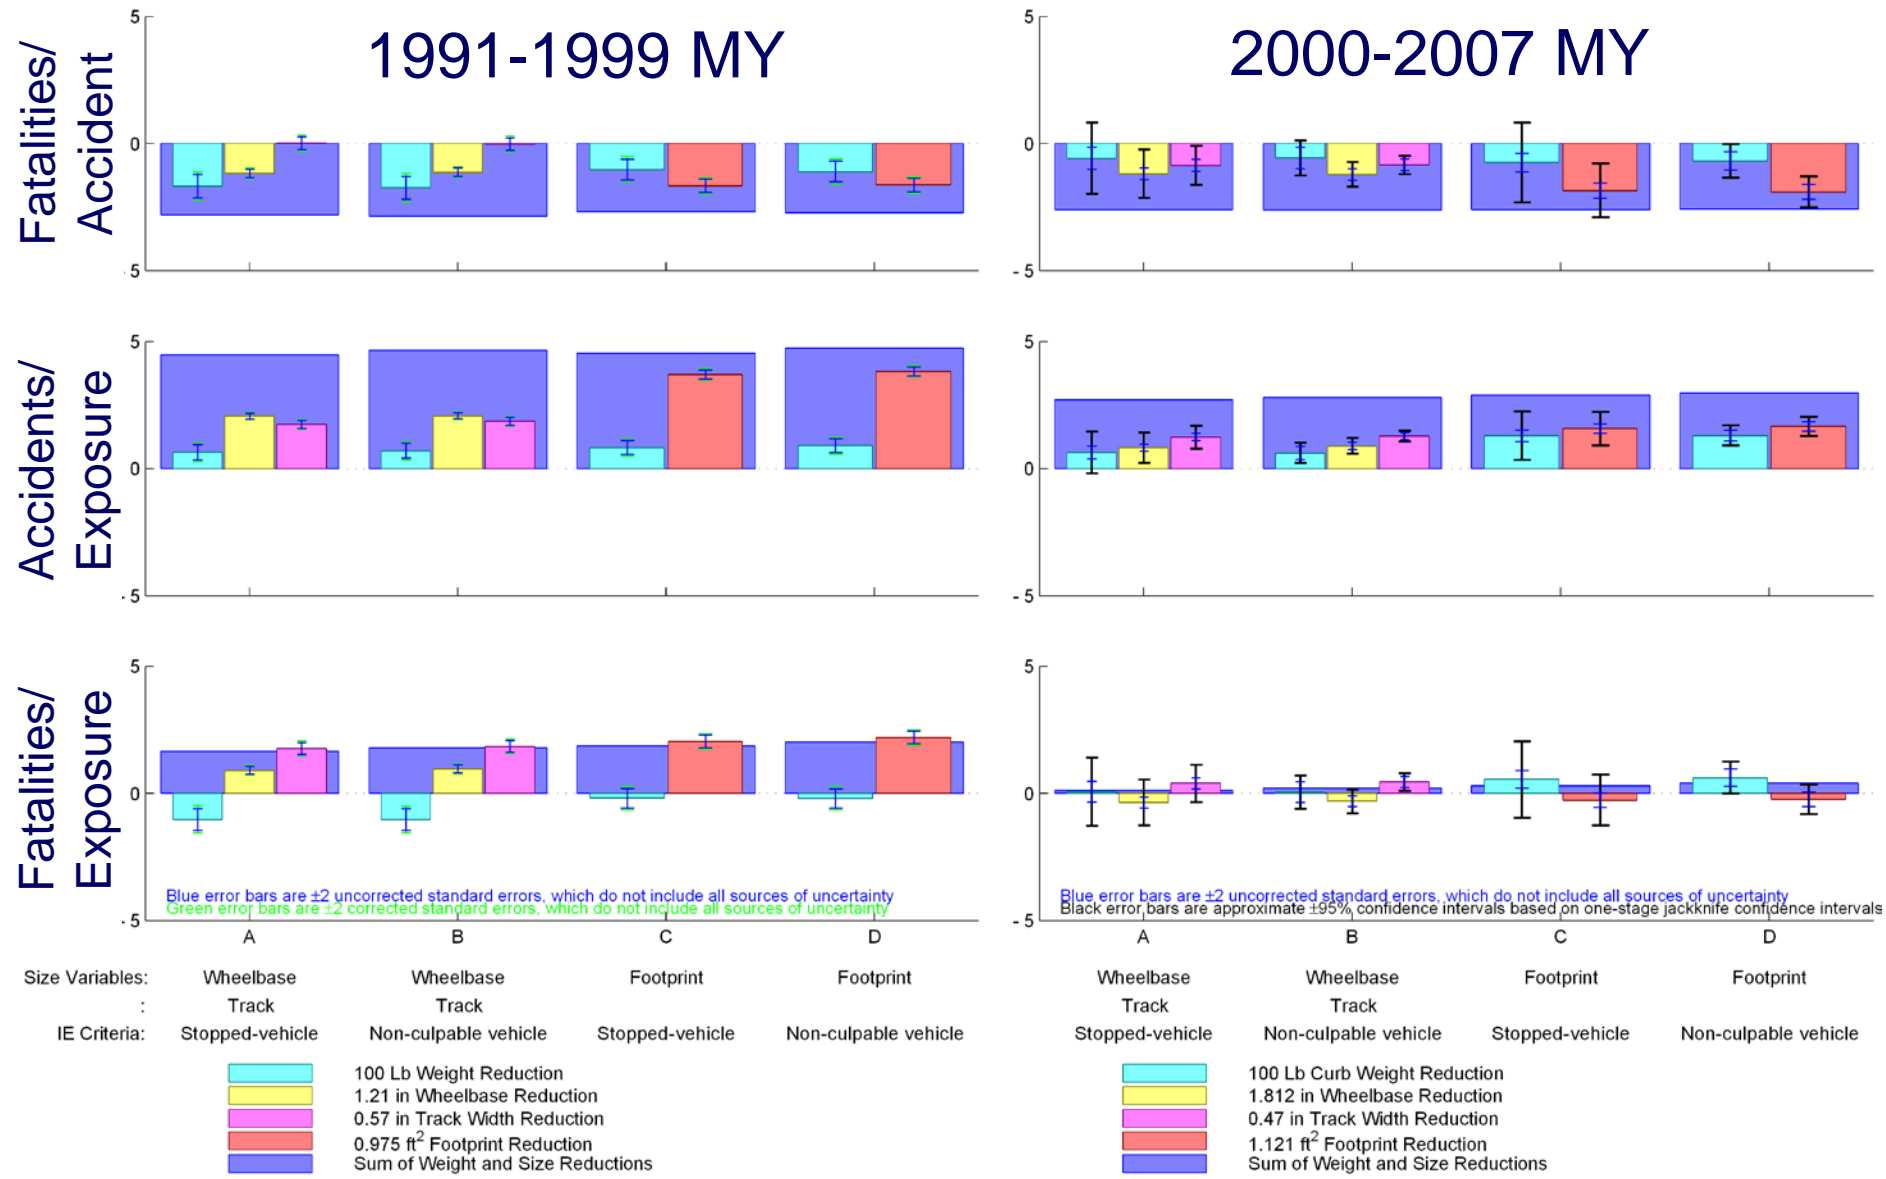 1991-1999 MY
2000-2007 MY
Fatalities/
Accident
5
0
- 5
5
0
- 5
Accidents/
Exposure
5
0
- 5
5
0
- 5
Fatalities/
Exposure
5
0
- 5
5
0
- 5
Blue error bars are ±2 uncorrected standard errors, which do not include all sources of uncertainty
Green error bars are ±2 corrected standard errors, which do not include all sources of uncertainty
Blue error bars are ±2 uncorrected standard errors, which do not include all sources of uncertainty
Black error bars are approximate ±95% confidence intervals based on one-stage jackknife confidence intervals
A B C D
A B C D
Size Variables: Wheelbase Wheelbase Footprint Footprint
Wheelbase Wheelbase Footprint Footprint
: Track Track
Track Track
IE Criteria: Stopped-vehicle Non-culpable vehicle Stopped-vehicle Non-culpable vehicle
Stopped-vehicle Non-culpable vehicle Stopped-vehicle Non-culpable vehicle
100 Lb Weight Reduction
1.21 in Wheelbase Reduction
0.57 in Track Width Reduction
0.975 ft² Footprint Reduction
Sum of Weight and Size Reductions
100 Lb Curb Weight Reduction
1.812 in Wheelbase Reduction
0.47 in Track Width Reduction
1.121 ft² Footprint Reduction
Sum of Weight and Size Reductions